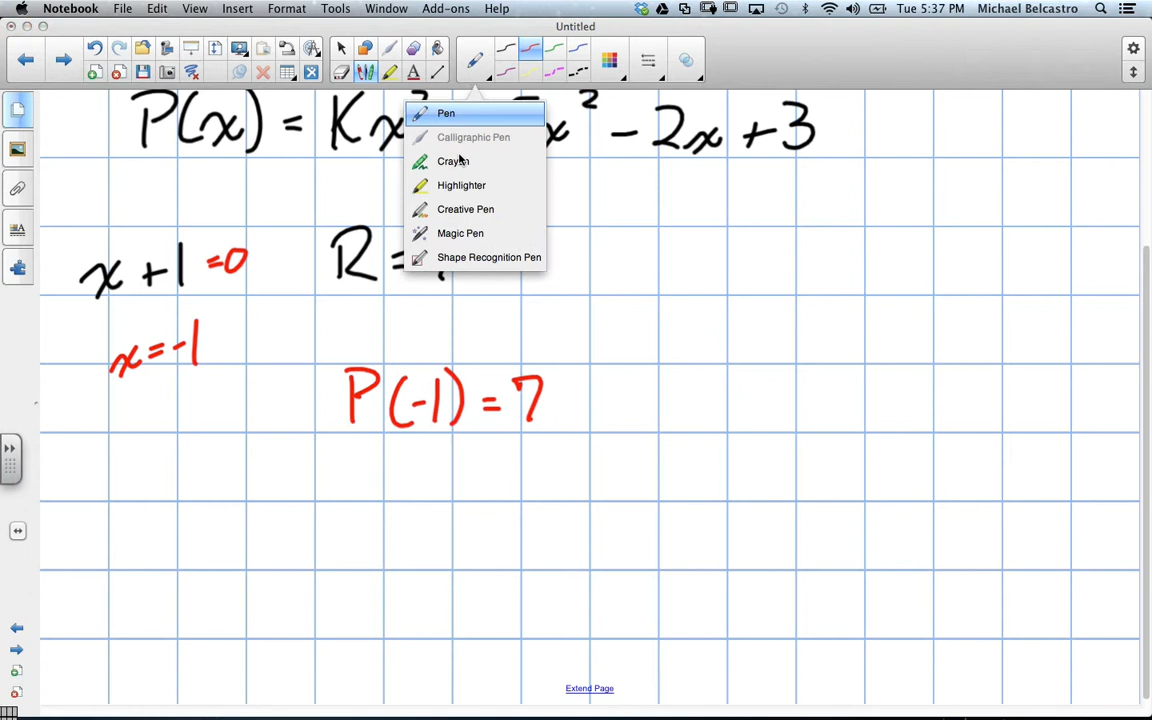 Notebook File Edit View Insert Format Tools Window Add-ons Help Tue 5:37 PM Michael Belcastro
Untitled
P(x) = Kx x² - 2x + 3
Pen
Calligraphic Pen
Crayon
Highlighter
Creative Pen
Magic Pen
Shape Recognition Pen
x + 1 = 0 R =
x = -1
P(-1) = 7
Extend Page